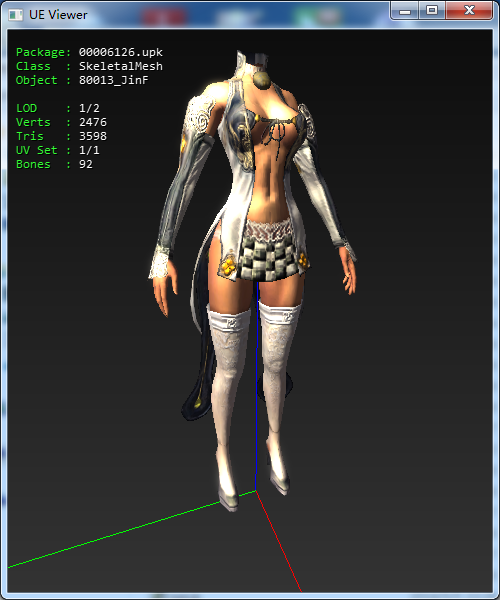 UE Viewer
Package: 00006126.upk
Class : SkeletalMesh
Object : 80013_JinF
LOD : 1/2
Verts : 2476
Tris : 3598
UV Set : 1/1
Bones : 92